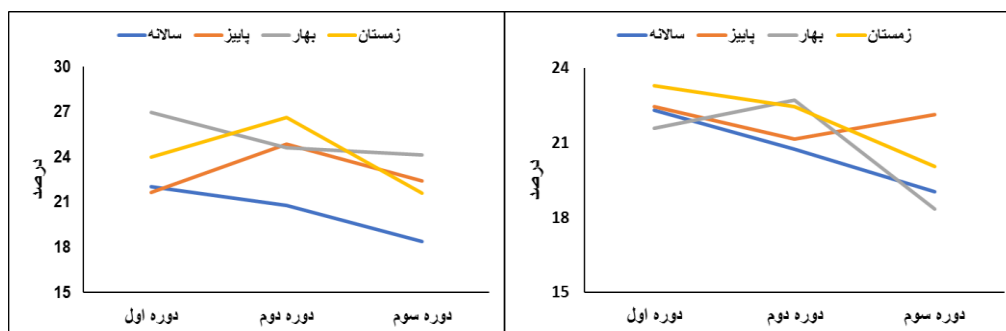 سالانه پاییز بهار زمستان
30
27
24
21
18
15
درصد
دوره اول دوره دوم دوره سوم
سالانه پاییز بهار زمستان
24
21
18
15
درصد
دوره اول دوره دوم دوره سوم